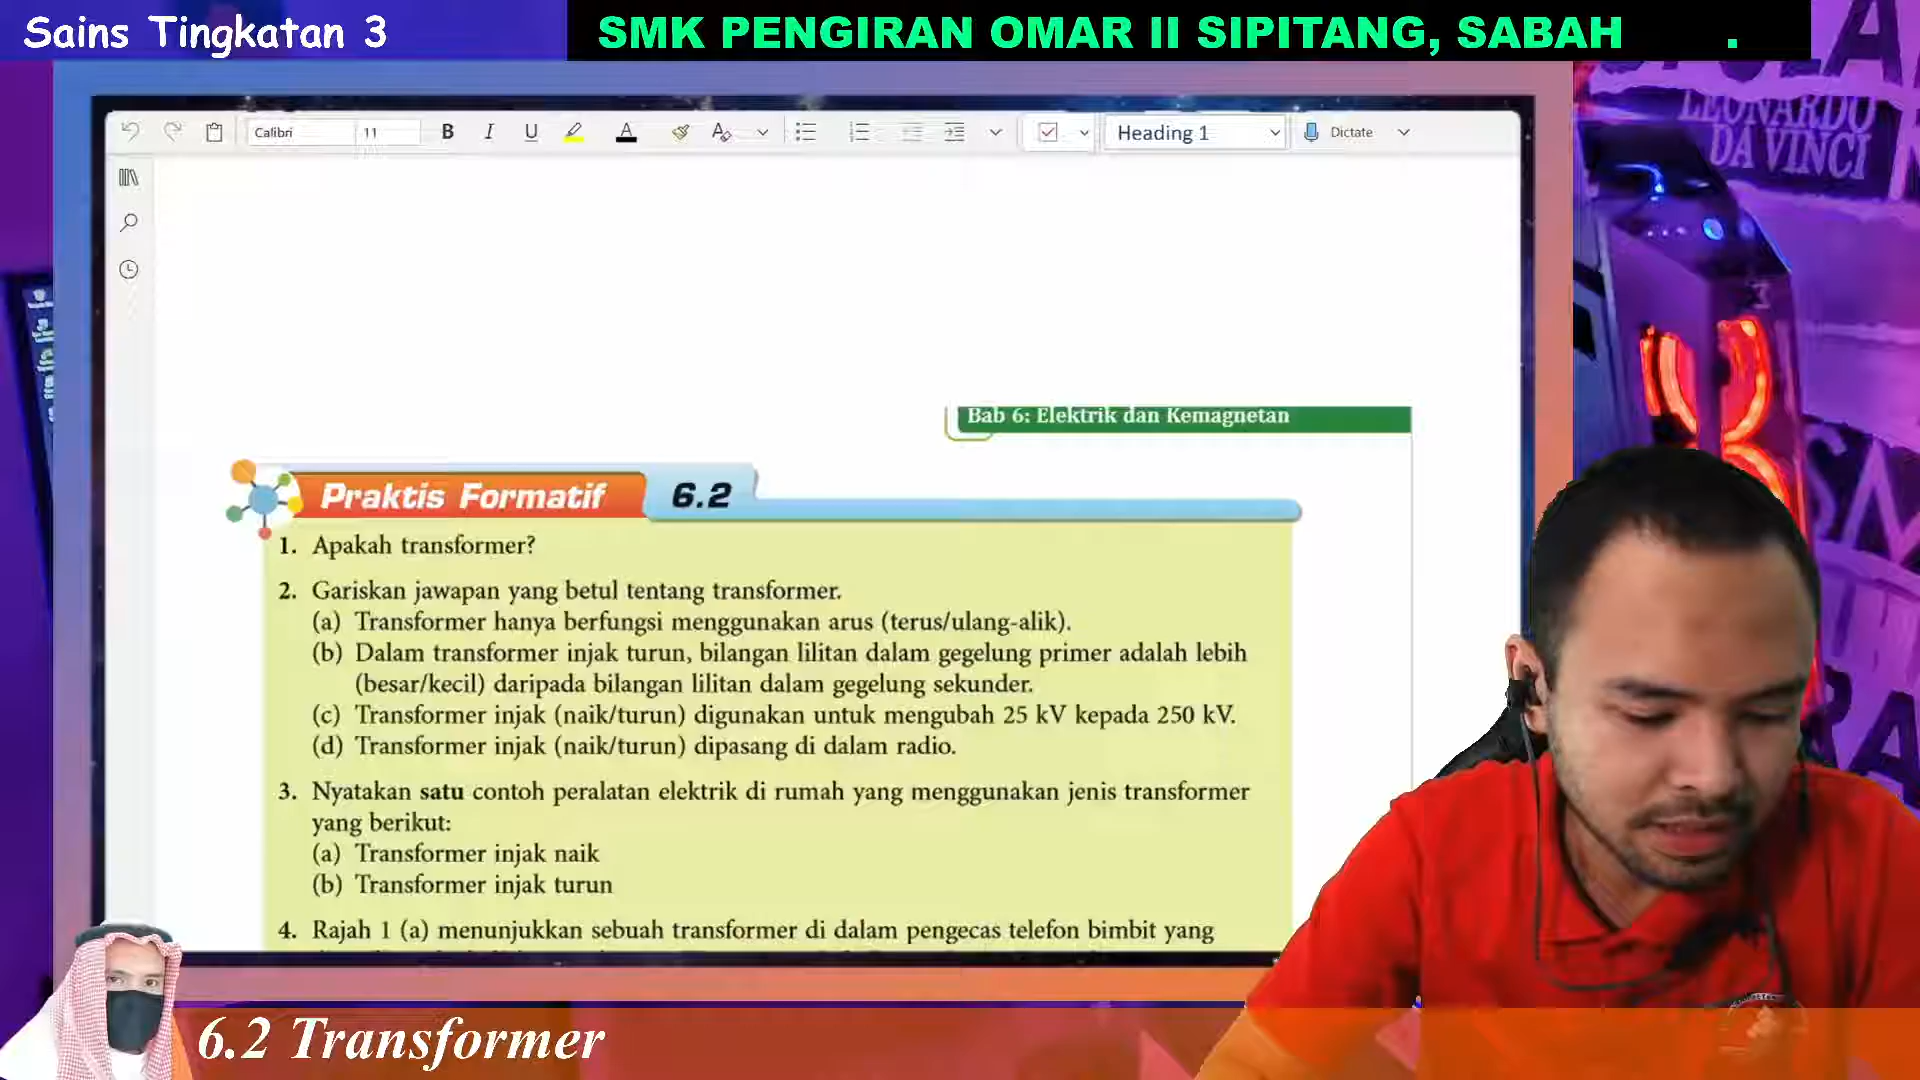 Sains Tingkatan 3
SMK PENGIRAN OMAR II SIPITANG, SABAH .
LEONARDO
DA VINCI
Calibri 11 B I U A Heading 1 Dictate
Bab 6: Elektrik dan Kemagnetan
Praktis Formatif 6.2
1. Apakah transformer?
2. Gariskan jawapan yang betul tentang transformer.
(a) Transformer hanya berfungsi menggunakan arus (terus/ulang-alik).
(b) Dalam transformer injak turun, bilangan lilitan dalam gegelung primer adalah lebih
(besar/kecil) daripada bilangan lilitan dalam gegelung sekunder.
(c) Transformer injak (naik/turun) digunakan untuk mengubah 25 kV kepada 250 kV.
(d) Transformer injak (naik/turun) dipasang di dalam radio.
3. Nyatakan satu contoh peralatan elektrik di rumah yang menggunakan jenis transformer
yang berikut:
(a) Transformer injak naik
(b) Transformer injak turun
4. Rajah 1 (a) menunjukkan sebuah transformer di dalam pengecas telefon bimbit yang
6.2 Transformer